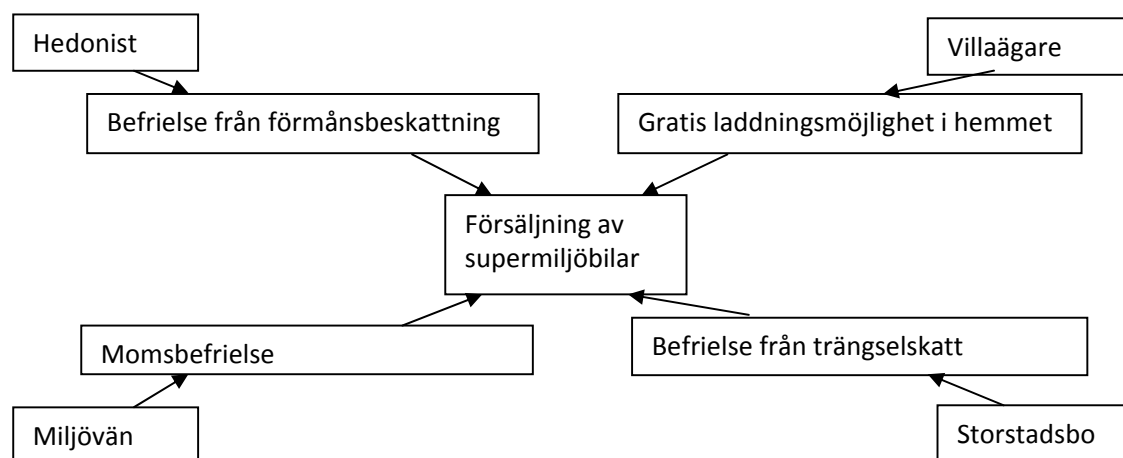 Hedonist
Villaägare
Befrielse från förmånsbeskattning
Gratis laddningsmöjlighet i hemmet
Försäljning av
supermiljöbilar
Momsbefrielse
Befrielse från trängselskatt
Miljövän
Storstadsbo